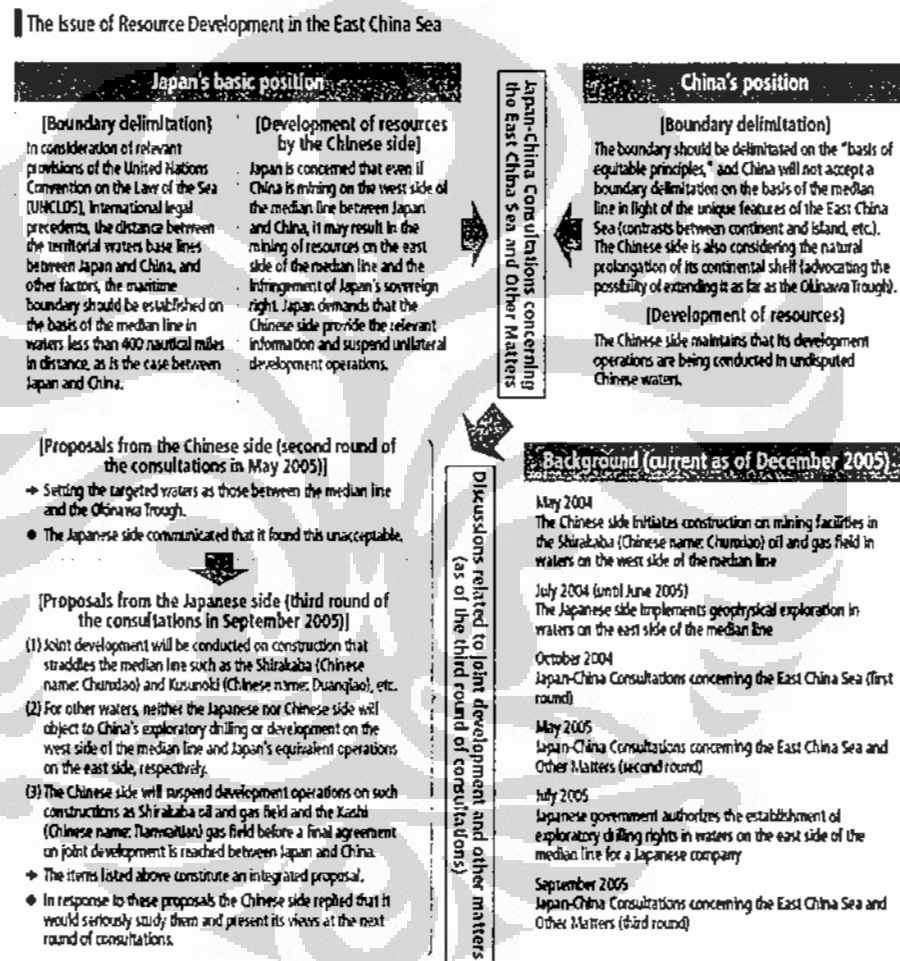 The Issue of Resource Development in the East China Sea
Japan's basic position
[Boundary delimitation]
In consideration of relevant
provisions of the United Nations
Convention on the Law of the Sea
(UNCLOS), international legal
precedents, the distance between
the territorial waters base lines
between Japan and China, and
other factors, the maritime
boundary should be established on
the basis of the median line in
waters less than 400 nautical miles
in distance, as is the case between
Japan and China.
[Development of resources
by the Chinese side]
Japan is concerned that even if
China is mining on the west side of
the median line between Japan
and China, it may result in the
mining of resources on the east
side of the median line and the
infringement of Japan's sovereign
right. Japan demands that the
Chinese side provide the relevant
information and suspend unilateral
development operations.
Japan-China Consultations concerning
the East China Sea and Other Matters
China's position
[Boundary delimitation]
The boundary should be delimitated on the "basis of
equitable principles," and China will not accept a
boundary delimitation on the basis of the median
line in light of the unique features of the East China
Sea (contrasts between continent and island, etc.).
The Chinese side is also considering the natural
prolongation of its continental shelf (advocating the
possibility of extending it as far as the Okinawa Trough).
[Development of resources]
The Chinese side maintains that its development
operations are being conducted in undisputed
Chinese waters.
[Proposals from the Chinese side (second round of
the consultations in May 2005)]
→ Setting the targeted waters as those between the median line
and the Okinawa Trough.
● The Japanese side communicated that it found this unacceptable.
[Proposals from the Japanese side (third round of
the consultations in September 2005)]
(1) Joint development will be conducted on construction that
straddles the median line such as the Shirakaba (Chinese
name: Chunxiao) and Kusunoki (Chinese name: Duanqiao), etc.
(2) For other waters, neither the Japanese nor Chinese side will
object to China's exploratory drilling or development on the
west side of the median line and Japan's equivalent operations
on the east side, respectively.
(3) The Chinese side will suspend development operations on such
constructions as Shirakaba oil and gas field and the Kashi
(Chinese name: Tianwaitian) gas field before a final agreement
on joint development is reached between Japan and China.
→ The items listed above constitute an integrated proposal.
● In response to these proposals the Chinese side replied that it
would seriously study them and present its views at the next
round of consultations.
Discussions related to joint development and other matters
(as of the third round of consultations)
Background (current as of December 2005)
May 2004
The Chinese side initiates construction on mining facilities in
the Shirakaba (Chinese name: Chunxiao) oil and gas field in
waters on the west side of the median line
July 2004 (until June 2005)
The Japanese side implements geophysical exploration in
waters on the east side of the median line
October 2004
Japan-China Consultations concerning the East China Sea (first
round)
May 2005
Japan-China Consultations concerning the East China Sea and
Other Matters (second round)
July 2005
Japanese government authorizes the establishment of
exploratory drilling rights in waters on the east side of the
median line for a Japanese company
September 2005
Japan-China Consultations concerning the East China Sea and
Other Matters (third round)